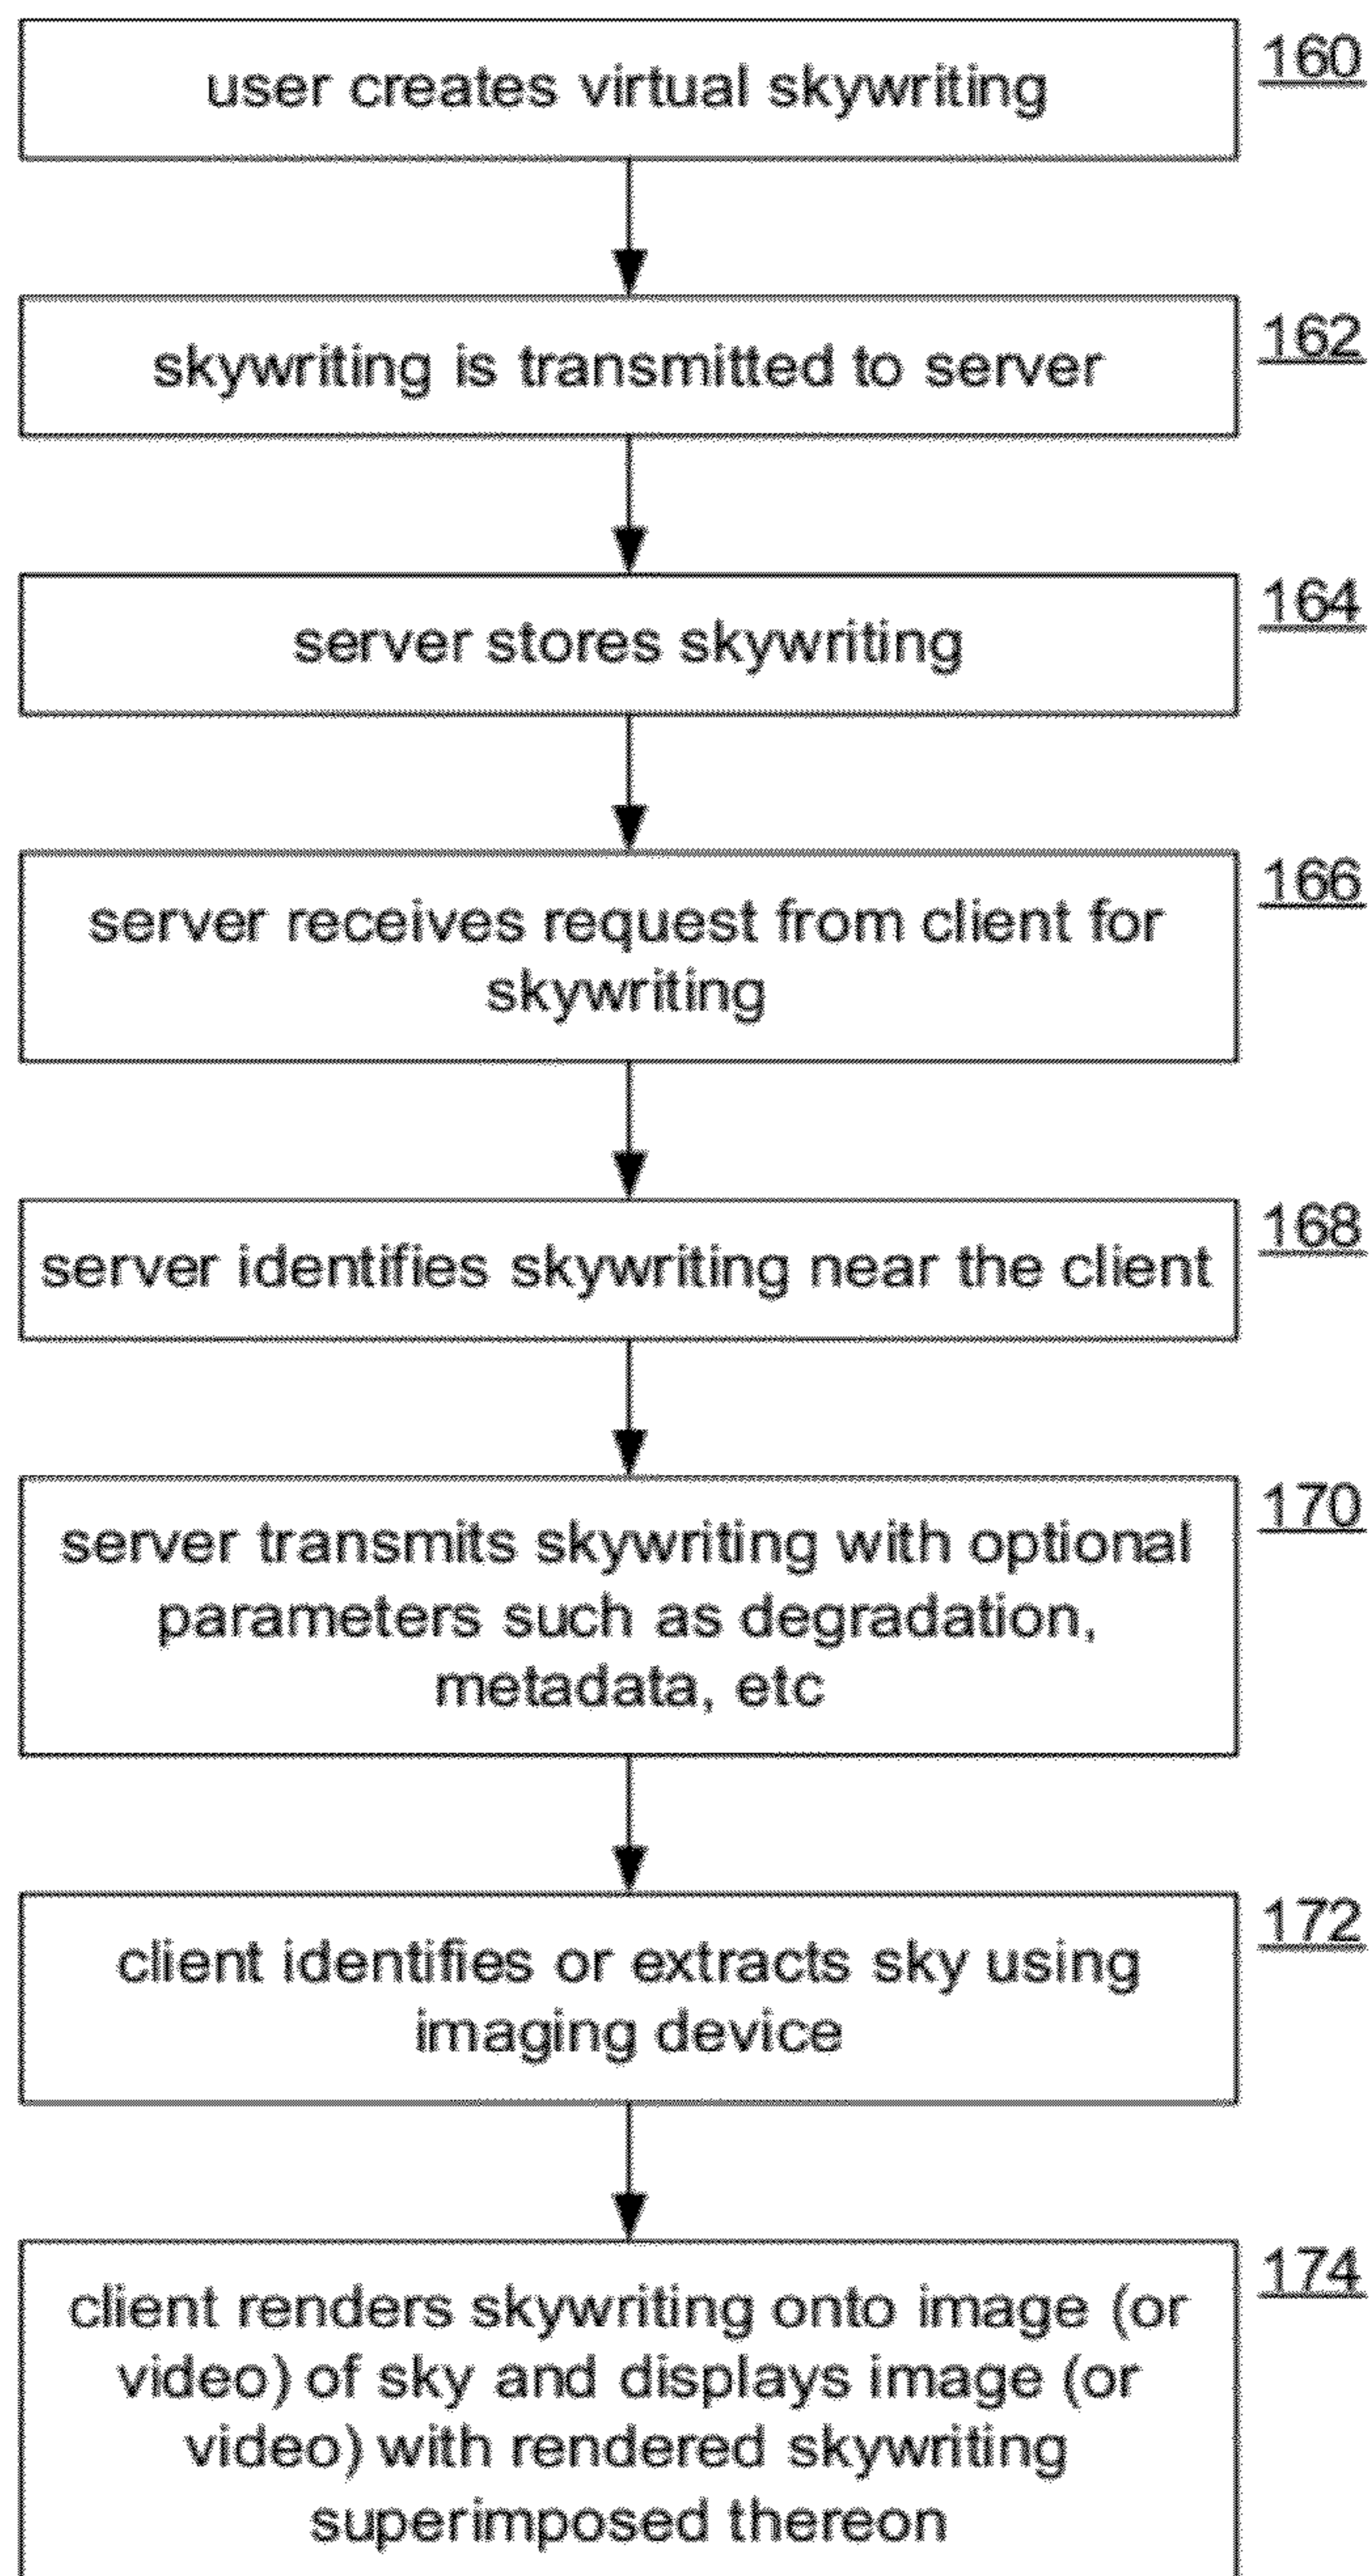 user creates virtual skywriting
160
skywriting is transmitted to server
162
server stores skywriting
164
server receives request from client for
skywriting
166
server identifies skywriting near the client
168
server transmits skywriting with optional
parameters such as degradation,
metadata, etc
170
client identifies or extracts sky using
imaging device
172
client renders skywriting onto image (or
video) of sky and displays image (or
video) with rendered skywriting
superimposed thereon
174